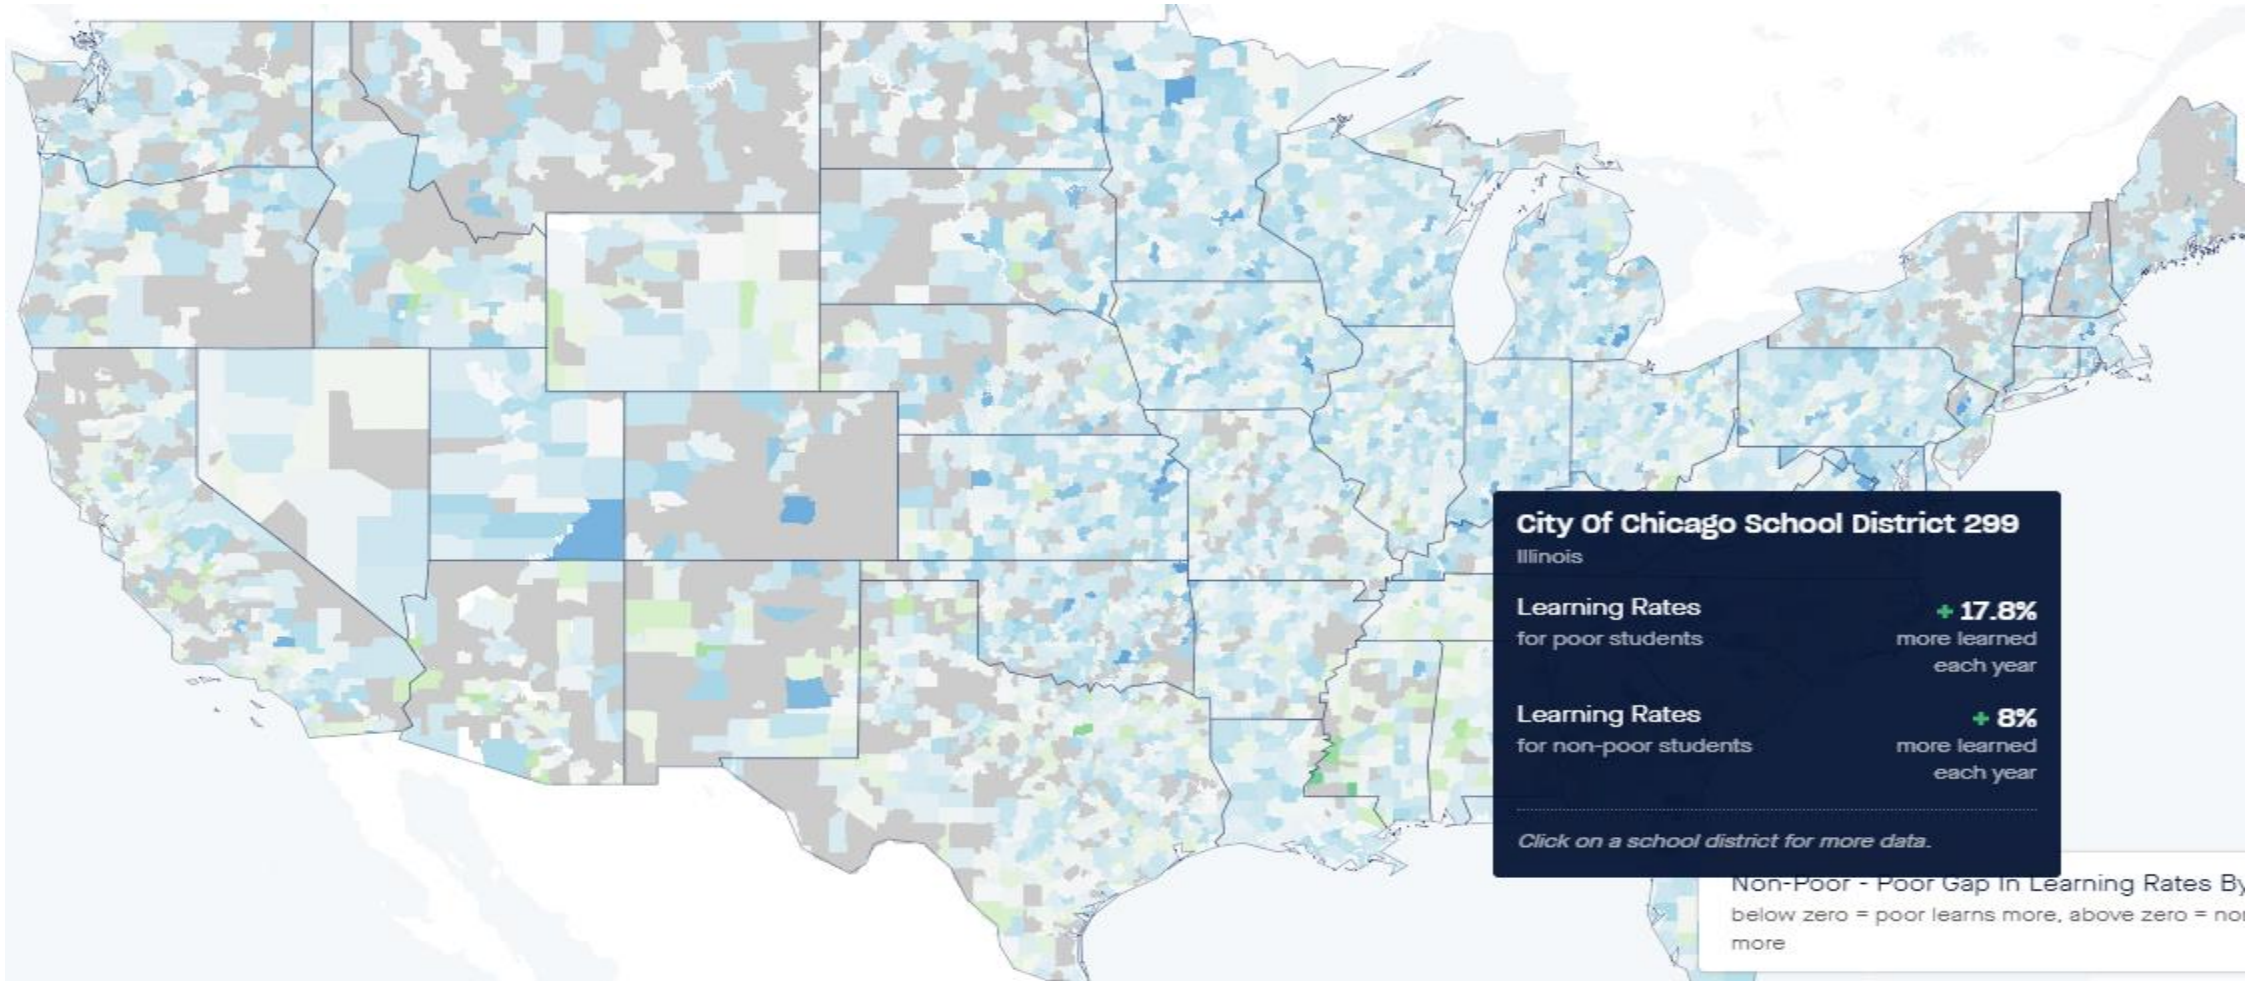 City Of Chicago School District 299
Illinois
Learning Rates
for poor students
+ 17.8%
more learned
each year
Learning Rates
for non-poor students
+ 8%
more learned
each year
Click on a school district for more data.
Non-Poor - Poor Gap In Learning Rates By
below zero = poor learns more, above zero =
more